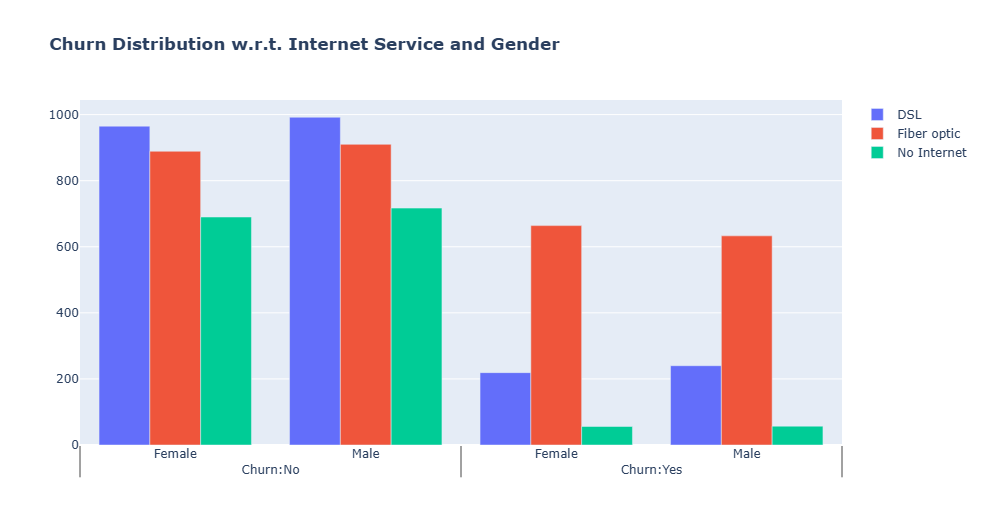 Churn Distribution w.r.t. Internet Service and Gender
1000
800
600
400
200
0
DSL
Fiber optic
No Internet
Female Male Female Male
Churn:No Churn:Yes